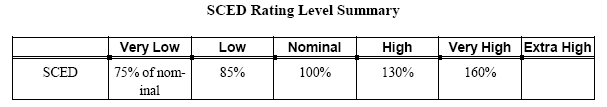 SCED Rating Level Summary
Very Low Low Nominal High Very High Extra High
SCED 75% of nom- 85% 100% 130% 160%
inal